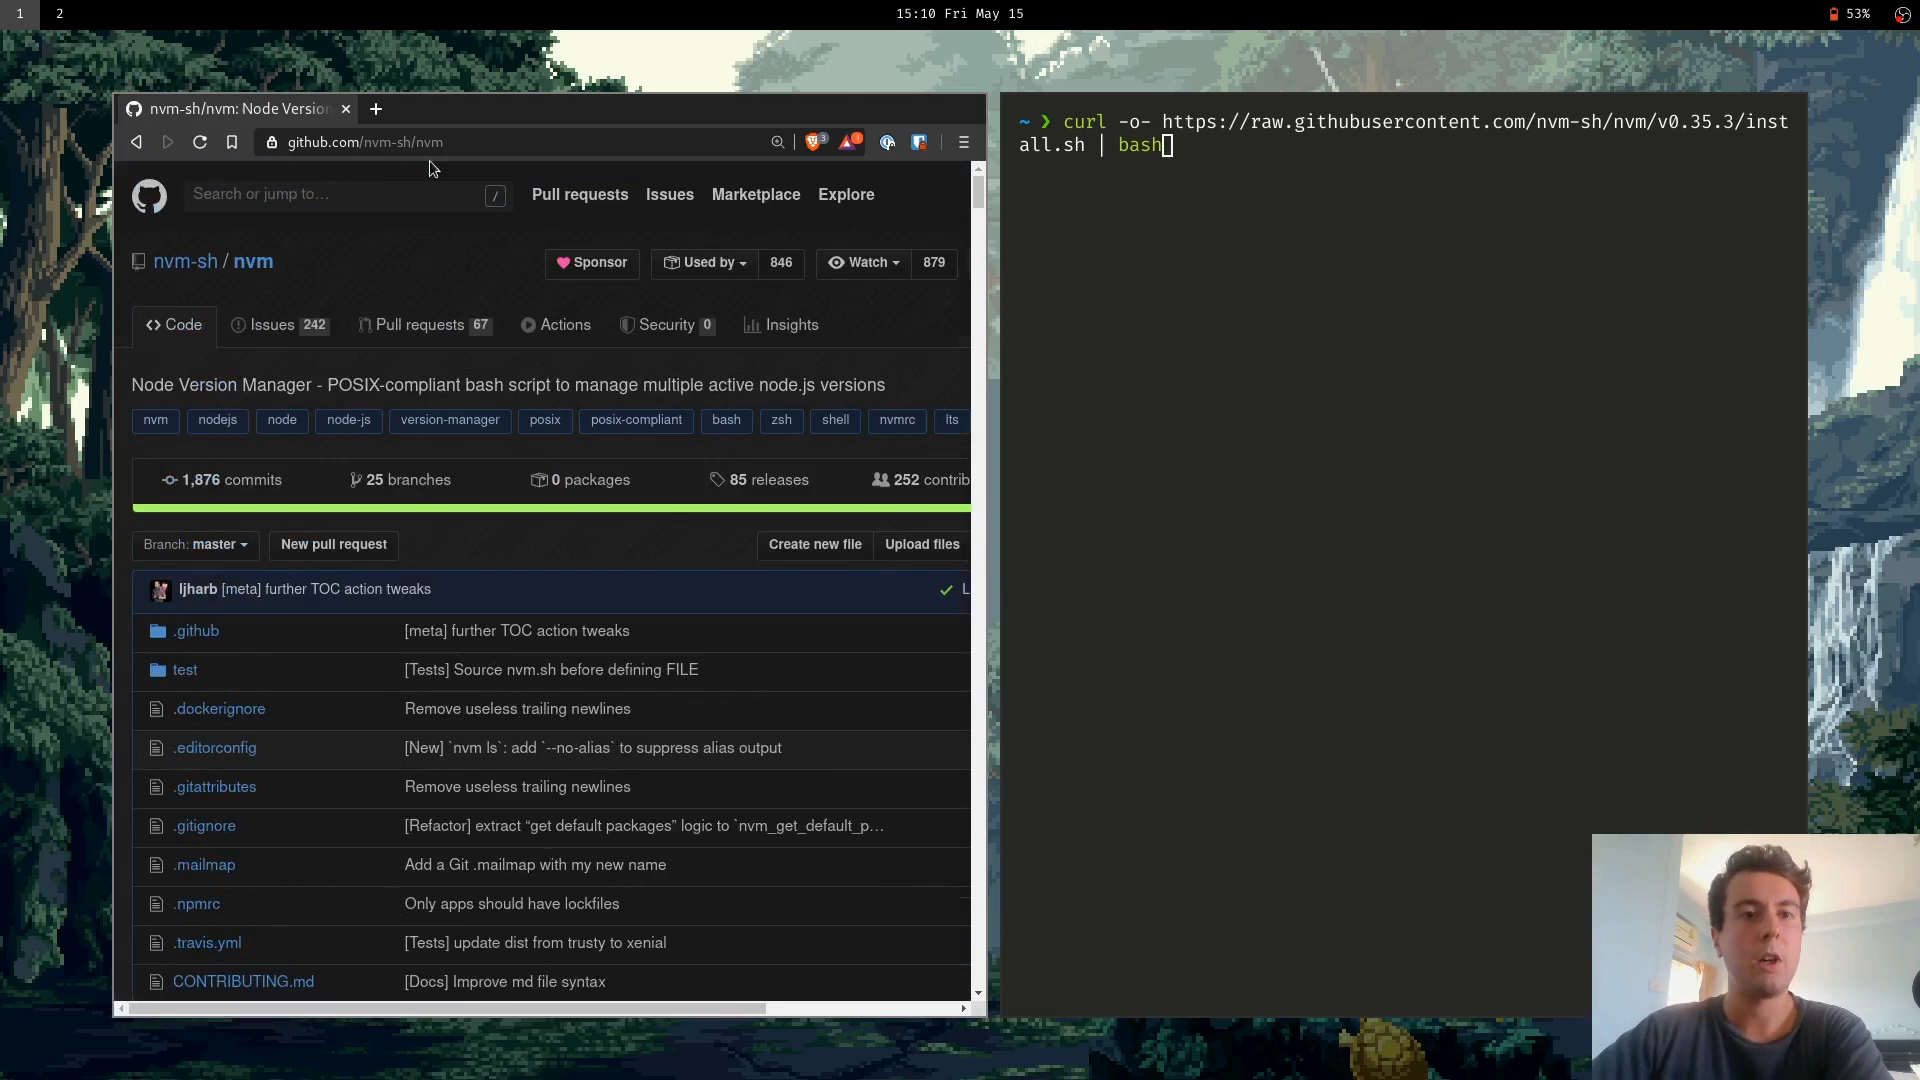 1 2 15:10 Fri May 15 53%
nvm-sh/nvm: Node Version
github.com/nvm-sh/nvm 3 1
Search or jump to… / Pull requests Issues Marketplace Explore
nvm-sh / nvm Sponsor Used by 846 Watch 879
Code Issues 242 Pull requests 67 Actions Security 0 Insights
Node Version Manager - POSIX-compliant bash script to manage multiple active node.js versions
nvm nodejs node node-js version-manager posix posix-compliant bash zsh shell nvmrc lts
1,876 commits 25 branches 0 packages 85 releases 252 contrib
Branch: master New pull request Create new file Upload files
ljharb [meta] further TOC action tweaks L
.github [meta] further TOC action tweaks
test [Tests] Source nvm.sh before defining FILE
.dockerignore Remove useless trailing newlines
.editorconfig [New] `nvm ls`: add `--no-alias` to suppress alias output
.gitattributes Remove useless trailing newlines
.gitignore [Refactor] extract “get default packages” logic to `nvm_get_default_p…
.mailmap Add a Git .mailmap with my new name
.npmrc Only apps should have lockfiles
.travis.yml [Tests] update dist from trusty to xenial
CONTRIBUTING.md [Docs] Improve md file syntax
~ ❯ curl -o- https://raw.githubusercontent.com/nvm-sh/nvm/v0.35.3/inst
all.sh | bash